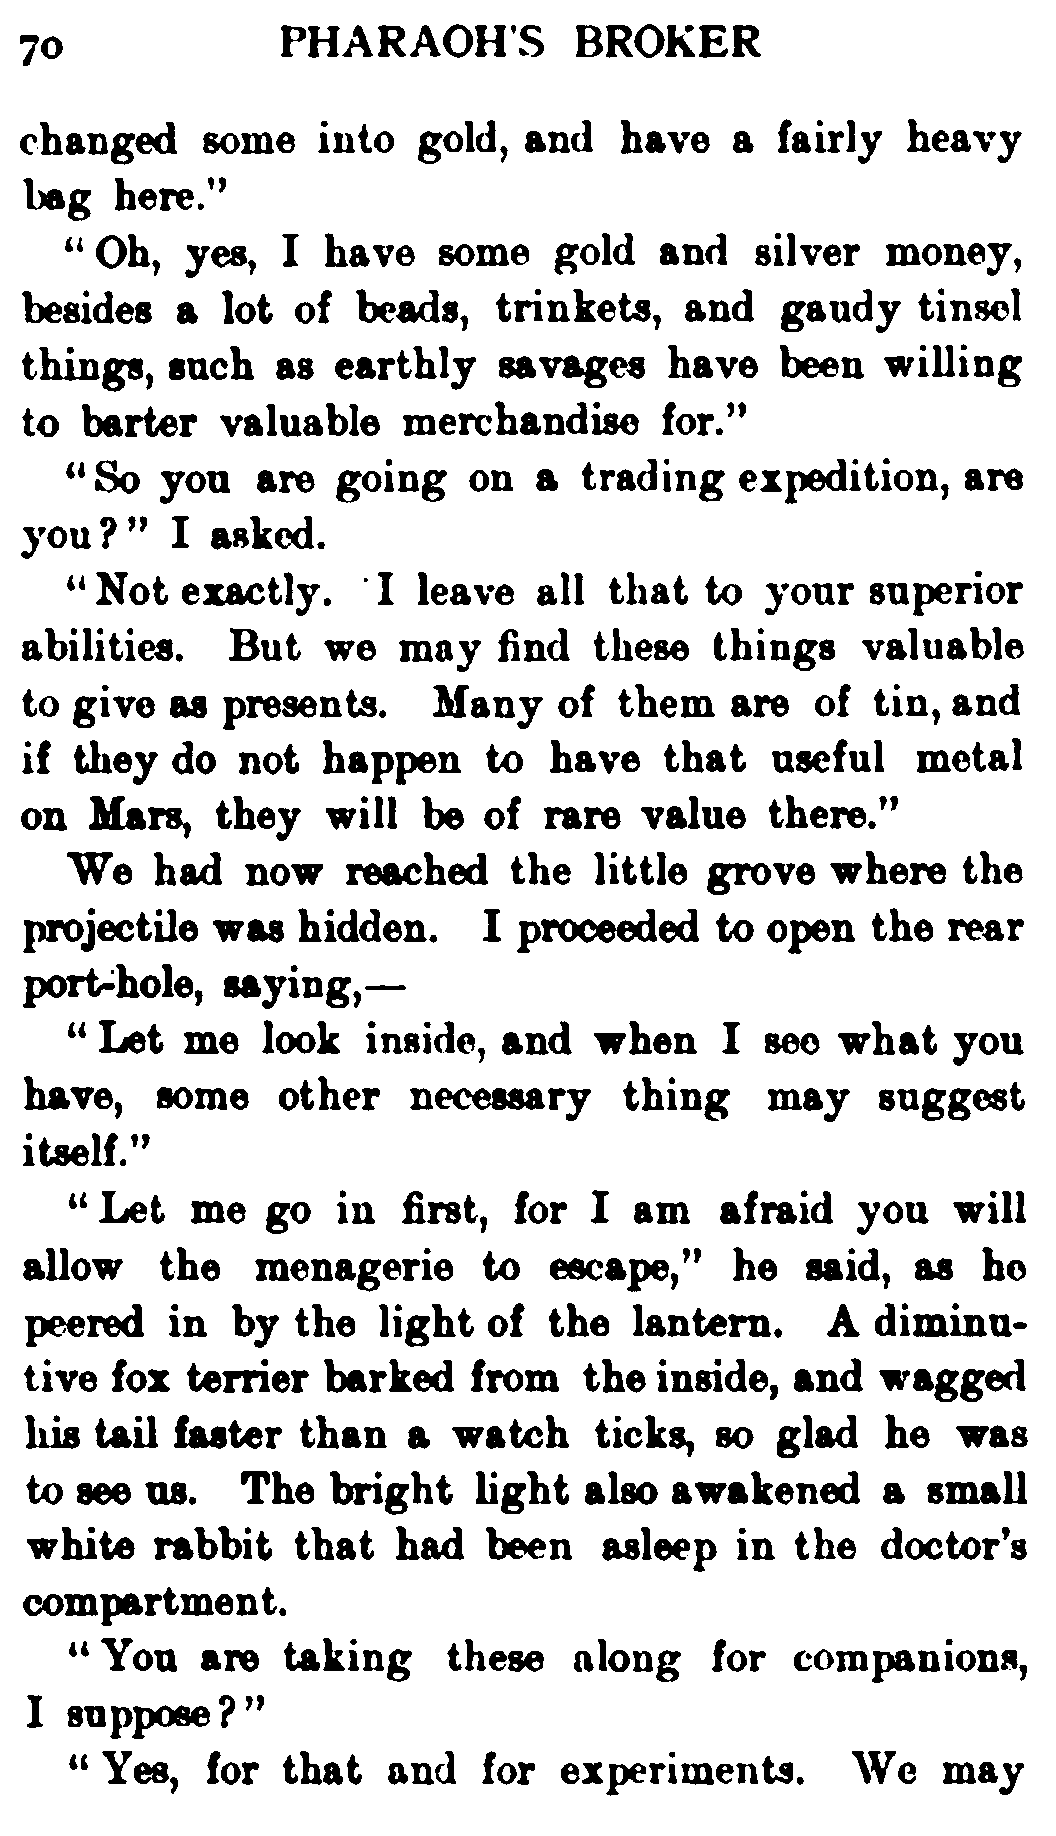 70 PHARAOH'S BROKER
changed some into gold, and have a fairly heavy
bag here."
"Oh, yes, I have some gold and silver money,
besides a lot of beads, trinkets, and gaudy tinsel
things, such as earthly savages have been willing
to barter valuable merchandise for."
"So you are going on a trading expedition, are
you?" I asked.
"Not exactly. I leave all that to your superior
abilities. But we may find these things valuable
to give as presents. Many of them are of tin, and
if they do not happen to have that useful metal
on Mars, they will be of rare value there."
We had now reached the little grove where the
projectile was hidden. I proceeded to open the rear
port-hole, saying,—
"Let me look inside, and when I see what you
have, some other necessary thing may suggest
itself."
"Let me go in first, for I am afraid you will
allow the menagerie to escape," he said, as he
peered in by the light of the lantern. A diminu-
tive fox terrier barked from the inside, and wagged
his tail faster than a watch ticks, so glad he was
to see us. The bright light also awakened a small
white rabbit that had been asleep in the doctor's
compartment.
"You are taking these along for companions,
I suppose?"
"Yes, for that and for experiments. We may